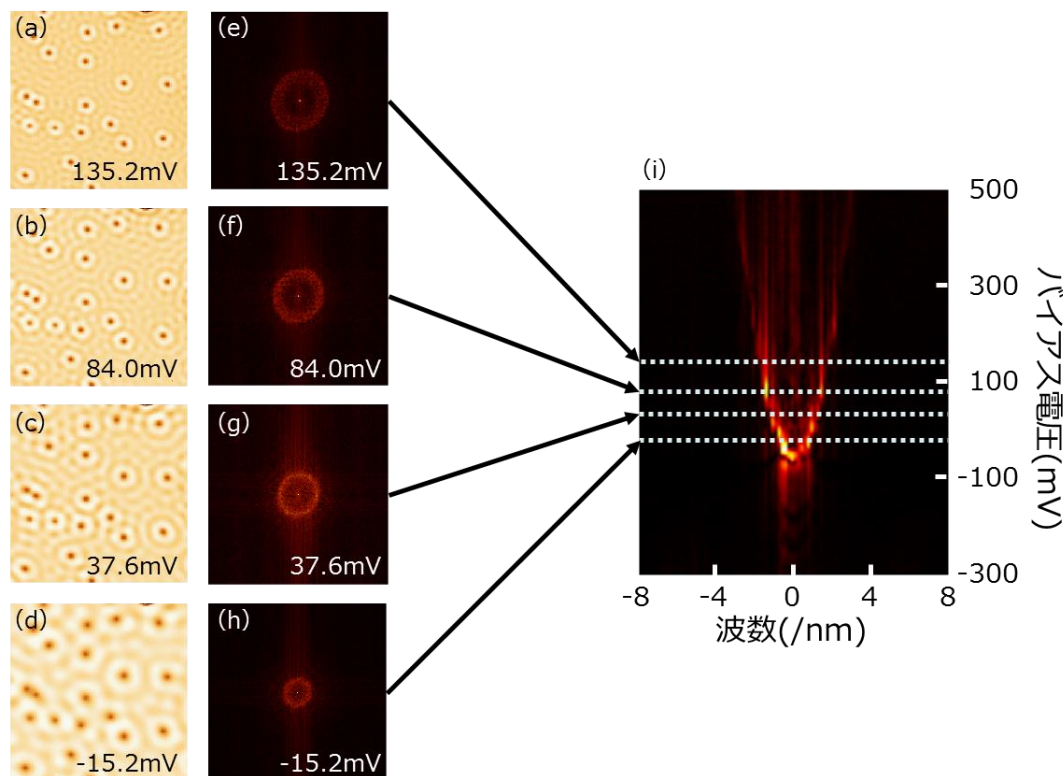 (a)
135.2mV
(b)
84.0mV
(c)
37.6mV
(d)
-15.2mV
(e)
135.2mV
(f)
84.0mV
(g)
37.6mV
(h)
-15.2mV
(i)
500
300
100
-100
-300
バイアス電圧(mV)
-8 -4 0 4 8
波数(/nm)